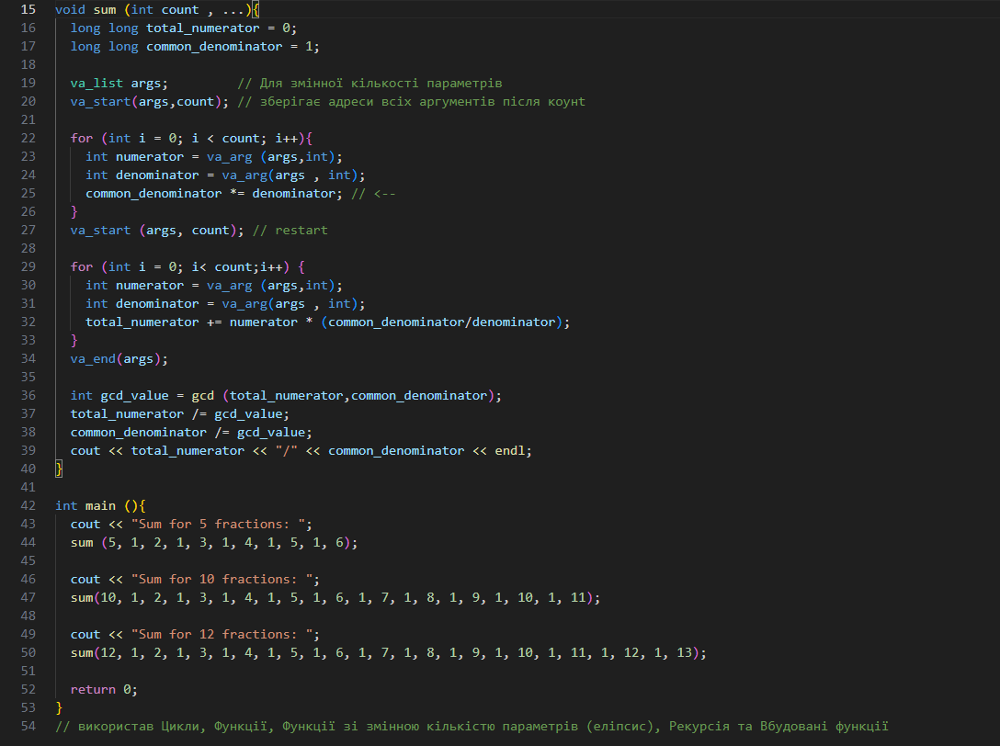 15 void sum (int count , ...){
16 long long total_numerator = 0;
17 long long common_denominator = 1;
18
19 va_list args; // Для змінної кількості параметрів
20 va_start(args,count); // зберігає адреси всіх аргументів після коунт
21
22 for (int i = 0; i < count; i++){
23 int numerator = va_arg (args,int);
24 int denominator = va_arg(args , int);
25 common_denominator *= denominator; // <--
26 }
27 va_start (args, count); // restart
28
29 for (int i = 0; i< count;i++) {
30 int numerator = va_arg (args,int);
31 int denominator = va_arg(args , int);
32 total_numerator += numerator * (common_denominator/denominator);
33 }
34 va_end(args);
35
36 int gcd_value = gcd (total_numerator,common_denominator);
37 total_numerator /= gcd_value;
38 common_denominator /= gcd_value;
39 cout << total_numerator << "/" << common_denominator << endl;
40 }
41
42 int main (){
43 cout << "Sum for 5 fractions: ";
44 sum (5, 1, 2, 1, 3, 1, 4, 1, 5, 1, 6);
45
46 cout << "Sum for 10 fractions: ";
47 sum(10, 1, 2, 1, 3, 1, 4, 1, 5, 1, 6, 1, 7, 1, 8, 1, 9, 1, 10, 1, 11);
48
49 cout << "Sum for 12 fractions: ";
50 sum(12, 1, 2, 1, 3, 1, 4, 1, 5, 1, 6, 1, 7, 1, 8, 1, 9, 1, 10, 1, 11, 1, 12, 1, 13);
51
52 return 0;
53 }
54 // використав Цикли, Функції, Функції зі змінною кількістю параметрів (еліпсис), Рекурсія та Вбудовані функції